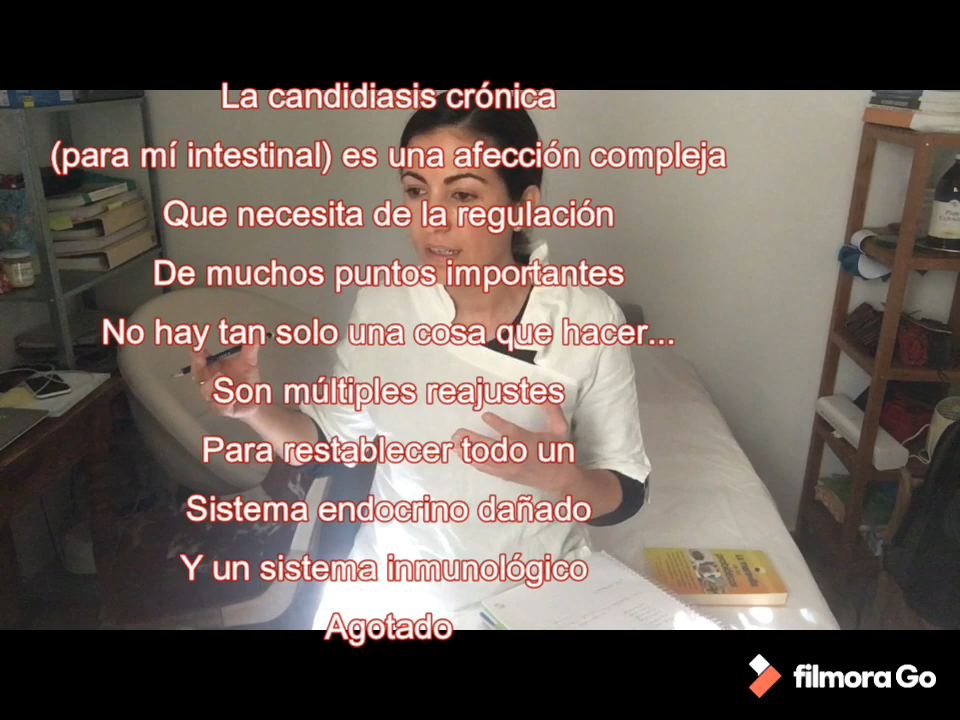 La candidiasis crónica
(para mí intestinal) es una afección compleja
Que necesita de la regulación
De muchos puntos importantes
No hay tan solo una cosa que hacer...
Son múltiples reajustes
Para restablecer todo un
Sistema endocrino dañado
Y un sistema inmunológico
Agotado
filmora Go